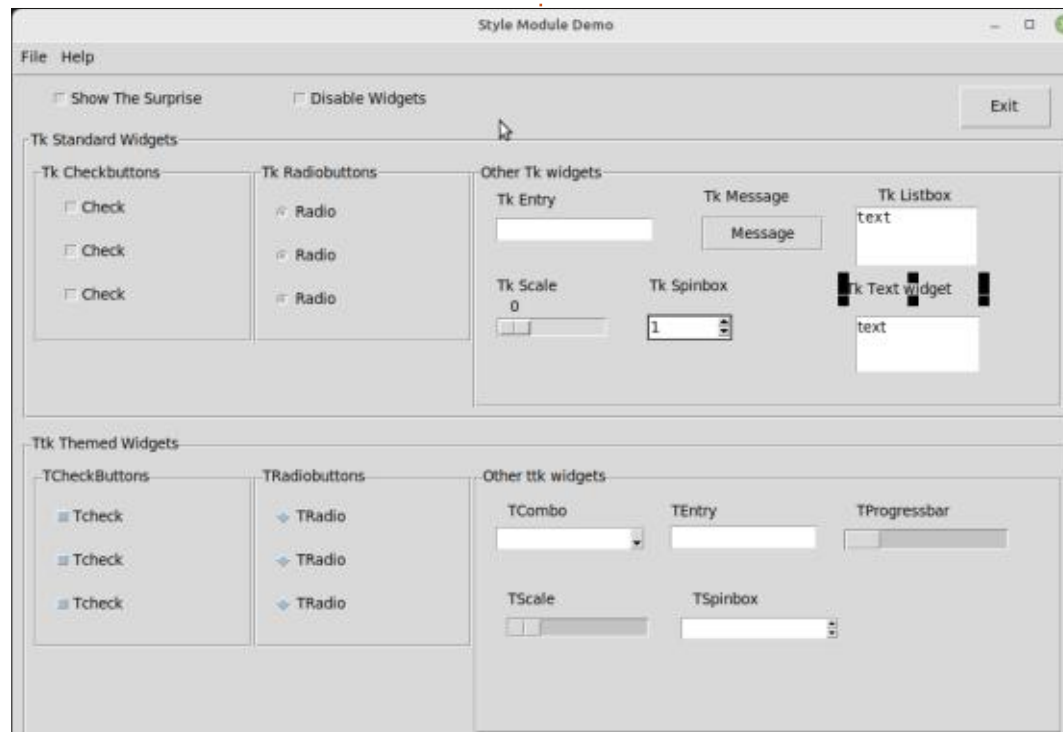 Style Module Demo
File Help
Show The Surprise
Disable Widgets
Exit
Tk Standard Widgets
Tk Checkbuttons
Check
Check
Check
Tk Radiobuttons
Radio
Radio
Radio
Other Tk widgets
Tk Entry
Tk Message
Message
Tk Listbox
text
Tk Scale
0
Tk Spinbox
1
Tk Text widget
text
Ttk Themed Widgets
TCheckButtons
Tcheck
Tcheck
Tcheck
TRadiobuttons
TRadio
TRadio
TRadio
Other ttk widgets
TCombo
TEntry
TProgressbar
TScale
TSpinbox